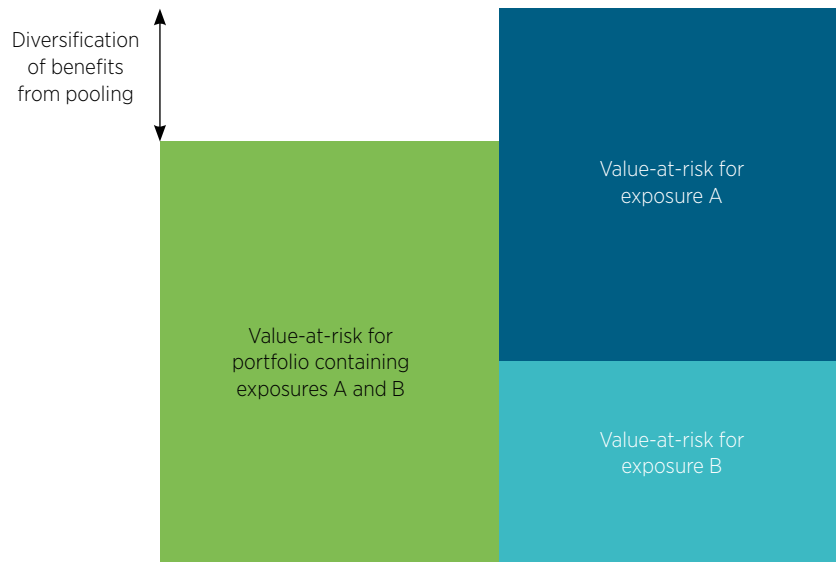 Diversification
of benefits
from pooling
Value-at-risk for
exposure A
Value-at-risk for
portfolio containing
exposures A and B
Value-at-risk for
exposure B